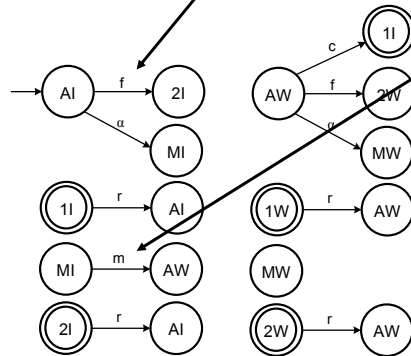 1I
c
AI f 2I AW f 2W
α α
MI MW
1I r AI 1W r AW
MI m AW MW
2I r AI 2W r AW